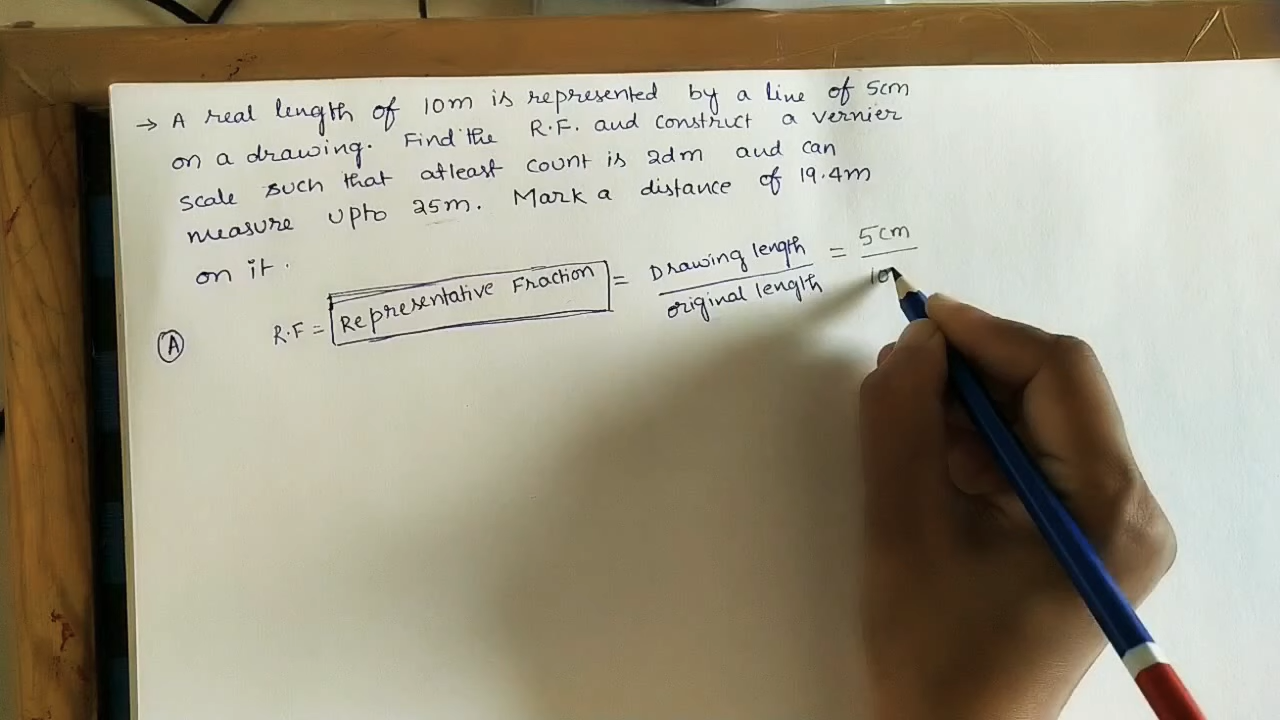 → A real length of 10m is represented by a line of 5cm
on a drawing. Find the R.F. and construct a vernier
scale such that atleast count is 2dm and can
measure upto 25m. Mark a distance of 19.4m
on it.
A R.F = Representative Fraction = Drawing length / original length = 5cm / 10